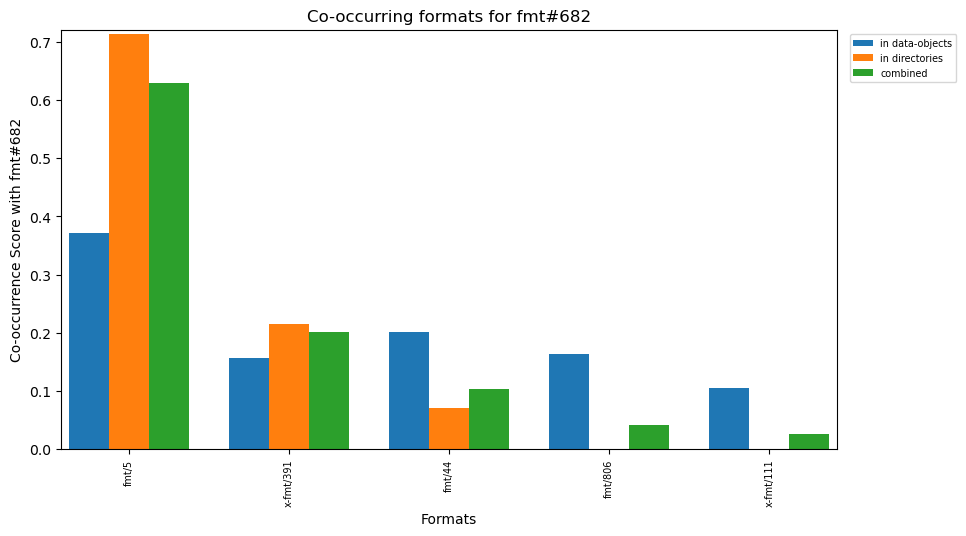 Co-occurring formats for fmt#682
in data-objects
in directories
combined
Co-occurrence Score with fmt#682
0.7
0.6
0.5
0.4
0.3
0.2
0.1
0.0
fmt/5
x-fmt/391
fmt/44
fmt/806
x-fmt/111
Formats